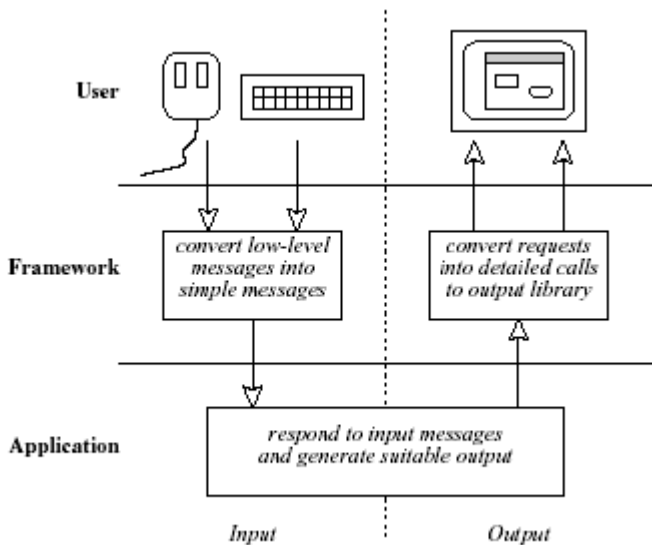 User
Framework
convert low-level
messages into
simple messages
convert requests
into detailed calls
to output library
Application
respond to input messages
and generate suitable output
Input
Output